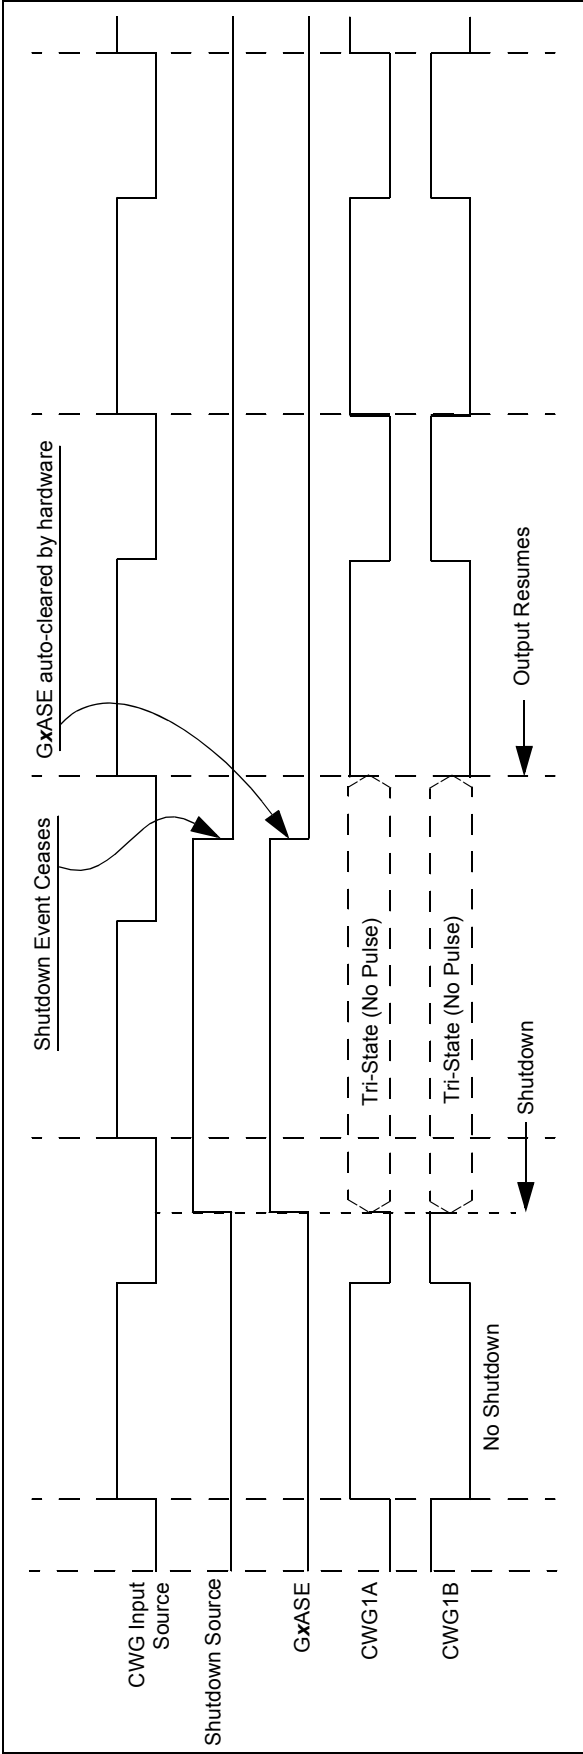 Shutdown Event Ceases
GxASE auto-cleared by hardware
CWG Input
Source
Shutdown Source
GxASE
CWG1A
Tri-State (No Pulse)
CWG1B
Tri-State (No Pulse)
No Shutdown
Shutdown
Output Resumes